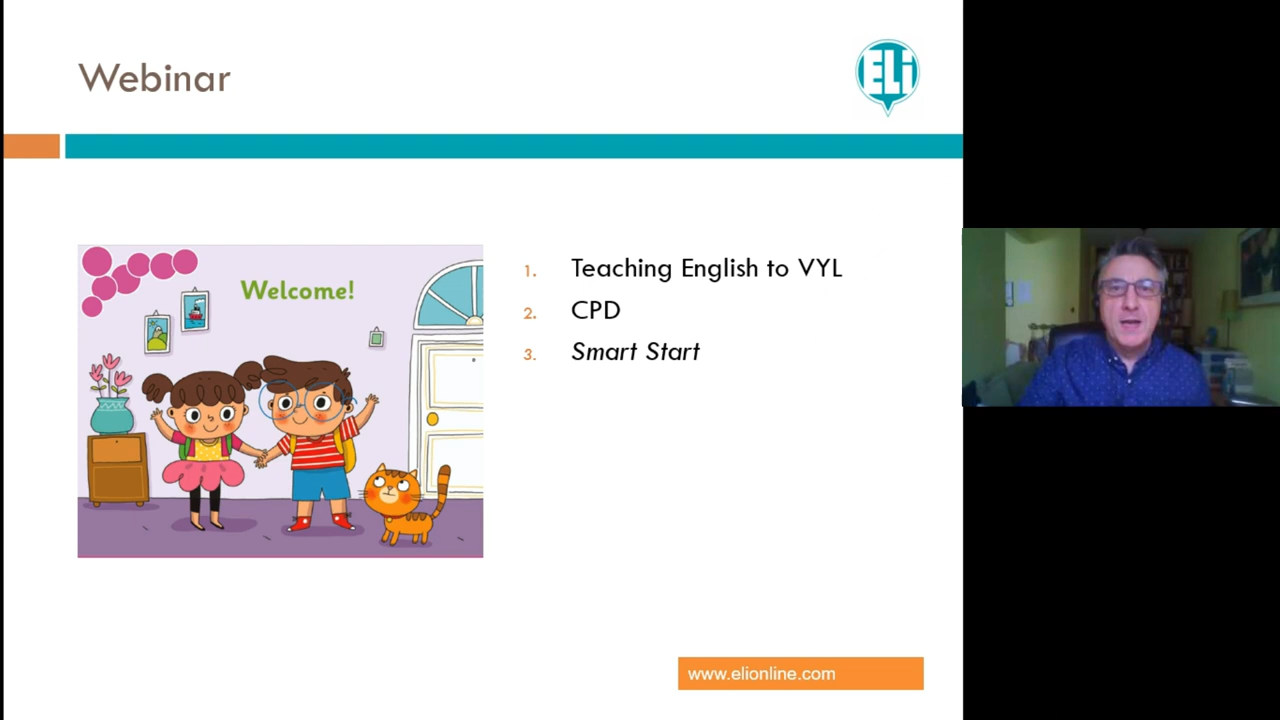 Webinar
ELi
Welcome!
1. Teaching English to VYL
2. CPD
3. Smart Start
www.elionline.com